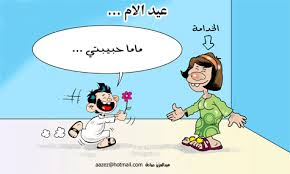 عيد الام ...
الخدامة
ماما حبيبتي ...
aazez@hotmail.com